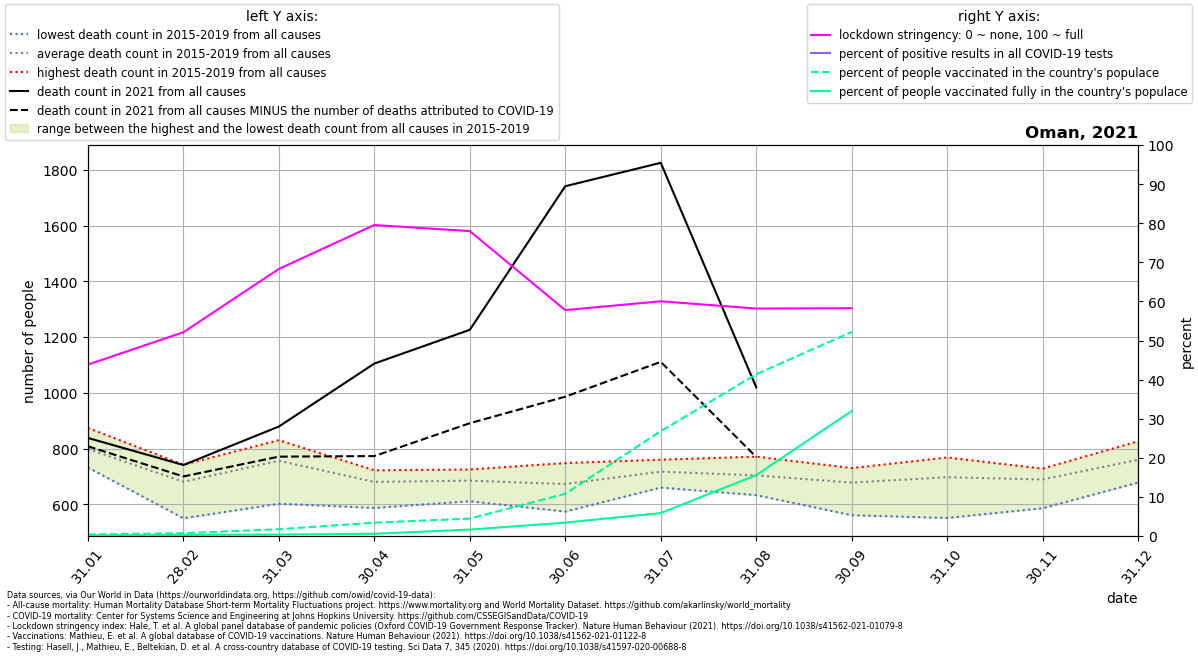 left Y axis:
lowest death count in 2015-2019 from all causes
average death count in 2015-2019 from all causes
highest death count in 2015-2019 from all causes
death count in 2021 from all causes
death count in 2021 from all causes MINUS the number of deaths attributed to COVID-19
range between the highest and the lowest death count from all causes in 2015-2019
right Y axis:
lockdown stringency: 0 ~ none, 100 ~ full
percent of positive results in all COVID-19 tests
percent of people vaccinated in the country's populace
percent of people vaccinated fully in the country's populace
Oman, 2021
1800
1600
1400
1200
1000
800
600
number of people
100
90
80
70
60
50
40
30
20
10
0
percent
31.01
28.02
31.03
30.04
31.05
30.06
31.07
31.08
30.09
31.10
30.11
31.12
date
Data sources, via Our World in Data (https://ourworldindata.org, https://github.com/owid/covid-19-data):
- All-cause mortality: Human Mortality Database Short-term Mortality Fluctuations project. https://www.mortality.org and World Mortality Dataset. https://github.com/akarlinsky/world_mortality
- COVID-19 mortality: Center for Systems Science and Engineering at Johns Hopkins University. https://github.com/CSSEGISandData/COVID-19
- Lockdown stringency index: Hale, T. et al. A global panel database of pandemic policies (Oxford COVID-19 Government Response Tracker). Nature Human Behaviour (2021). https://doi.org/10.1038/s41562-021-01079-8
- Vaccinations: Mathieu, E. et al. A global database of COVID-19 vaccinations. Nature Human Behaviour (2021). https://doi.org/10.1038/s41562-021-01122-8
- Testing: Hasell, J., Mathieu, E., Beltekian, D. et al. A cross-country database of COVID-19 testing. Sci Data 7, 345 (2020). https://doi.org/10.1038/s41597-020-00688-8